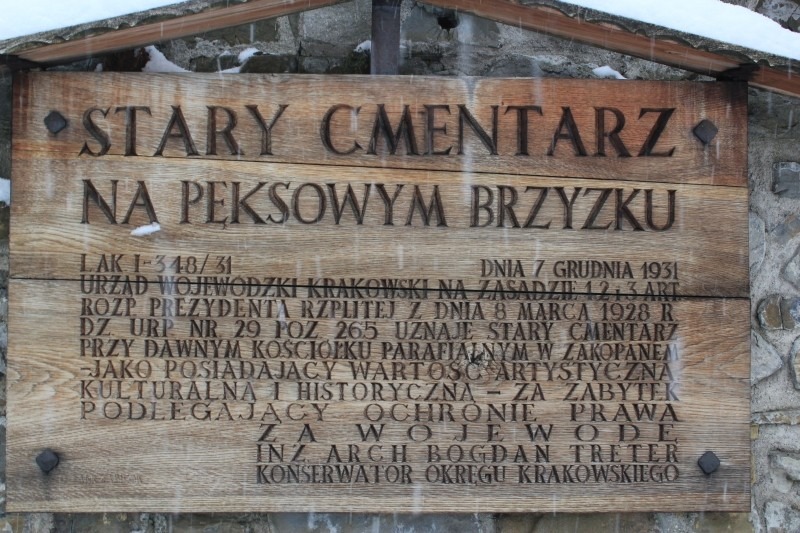 STARY CMENTARZ
NA PĘKSOWYM BRZYZKU
L AK I-348/31 DNIA 7 GRUDNIA 1931
URZĄD WOJEWÓDZKI KRAKOWSKI NA ZASADZIE 1.2 i 3 ART.
ROZP PREZYDENTA RZPLITEJ Z DNIA 8 MARCA 1928 R.
DZ. URP NR 29 POZ 265 UZNAJE STARY CMENTARZ
PRZY DAWNYM KOŚCIÓŁKU PARAFIALNYM W ZAKOPANEM
-JAKO POSIADAJĄCY WARTOŚĆ ARTYSTYCZNĄ
KULTURALNĄ I HISTORYCZNĄ - ZA ZABYTEK
PODLEGAJĄCY OCHRONIE PRAWA
ZA WOJEWODĘ
INŻ ARCH BOGDAN TRETER
KONSERWATOR OKRĘGU KRAKOWSKIEGO